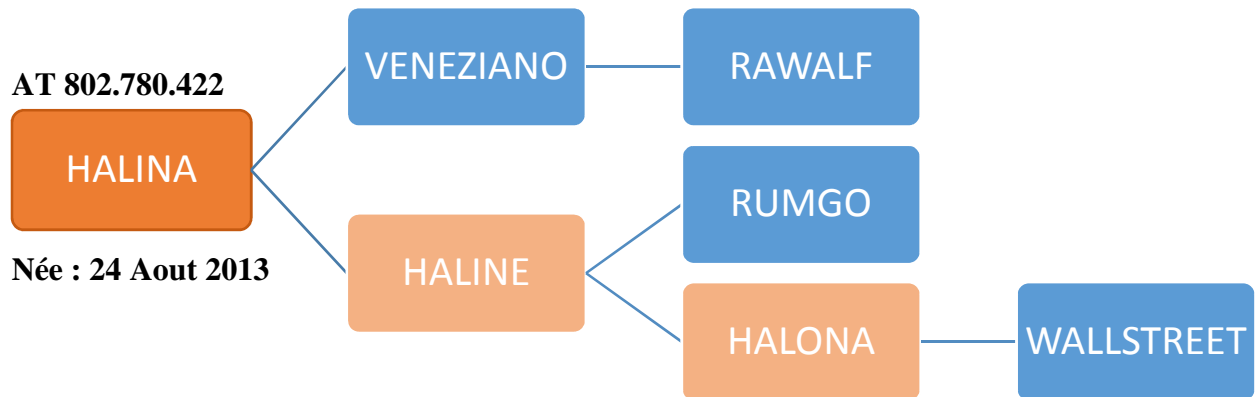 AT 802.780.422
HALINA
Née : 24 Aout 2013
VENEZIANO
RAWALF
HALINE
RUMGO
HALONA
WALLSTREET